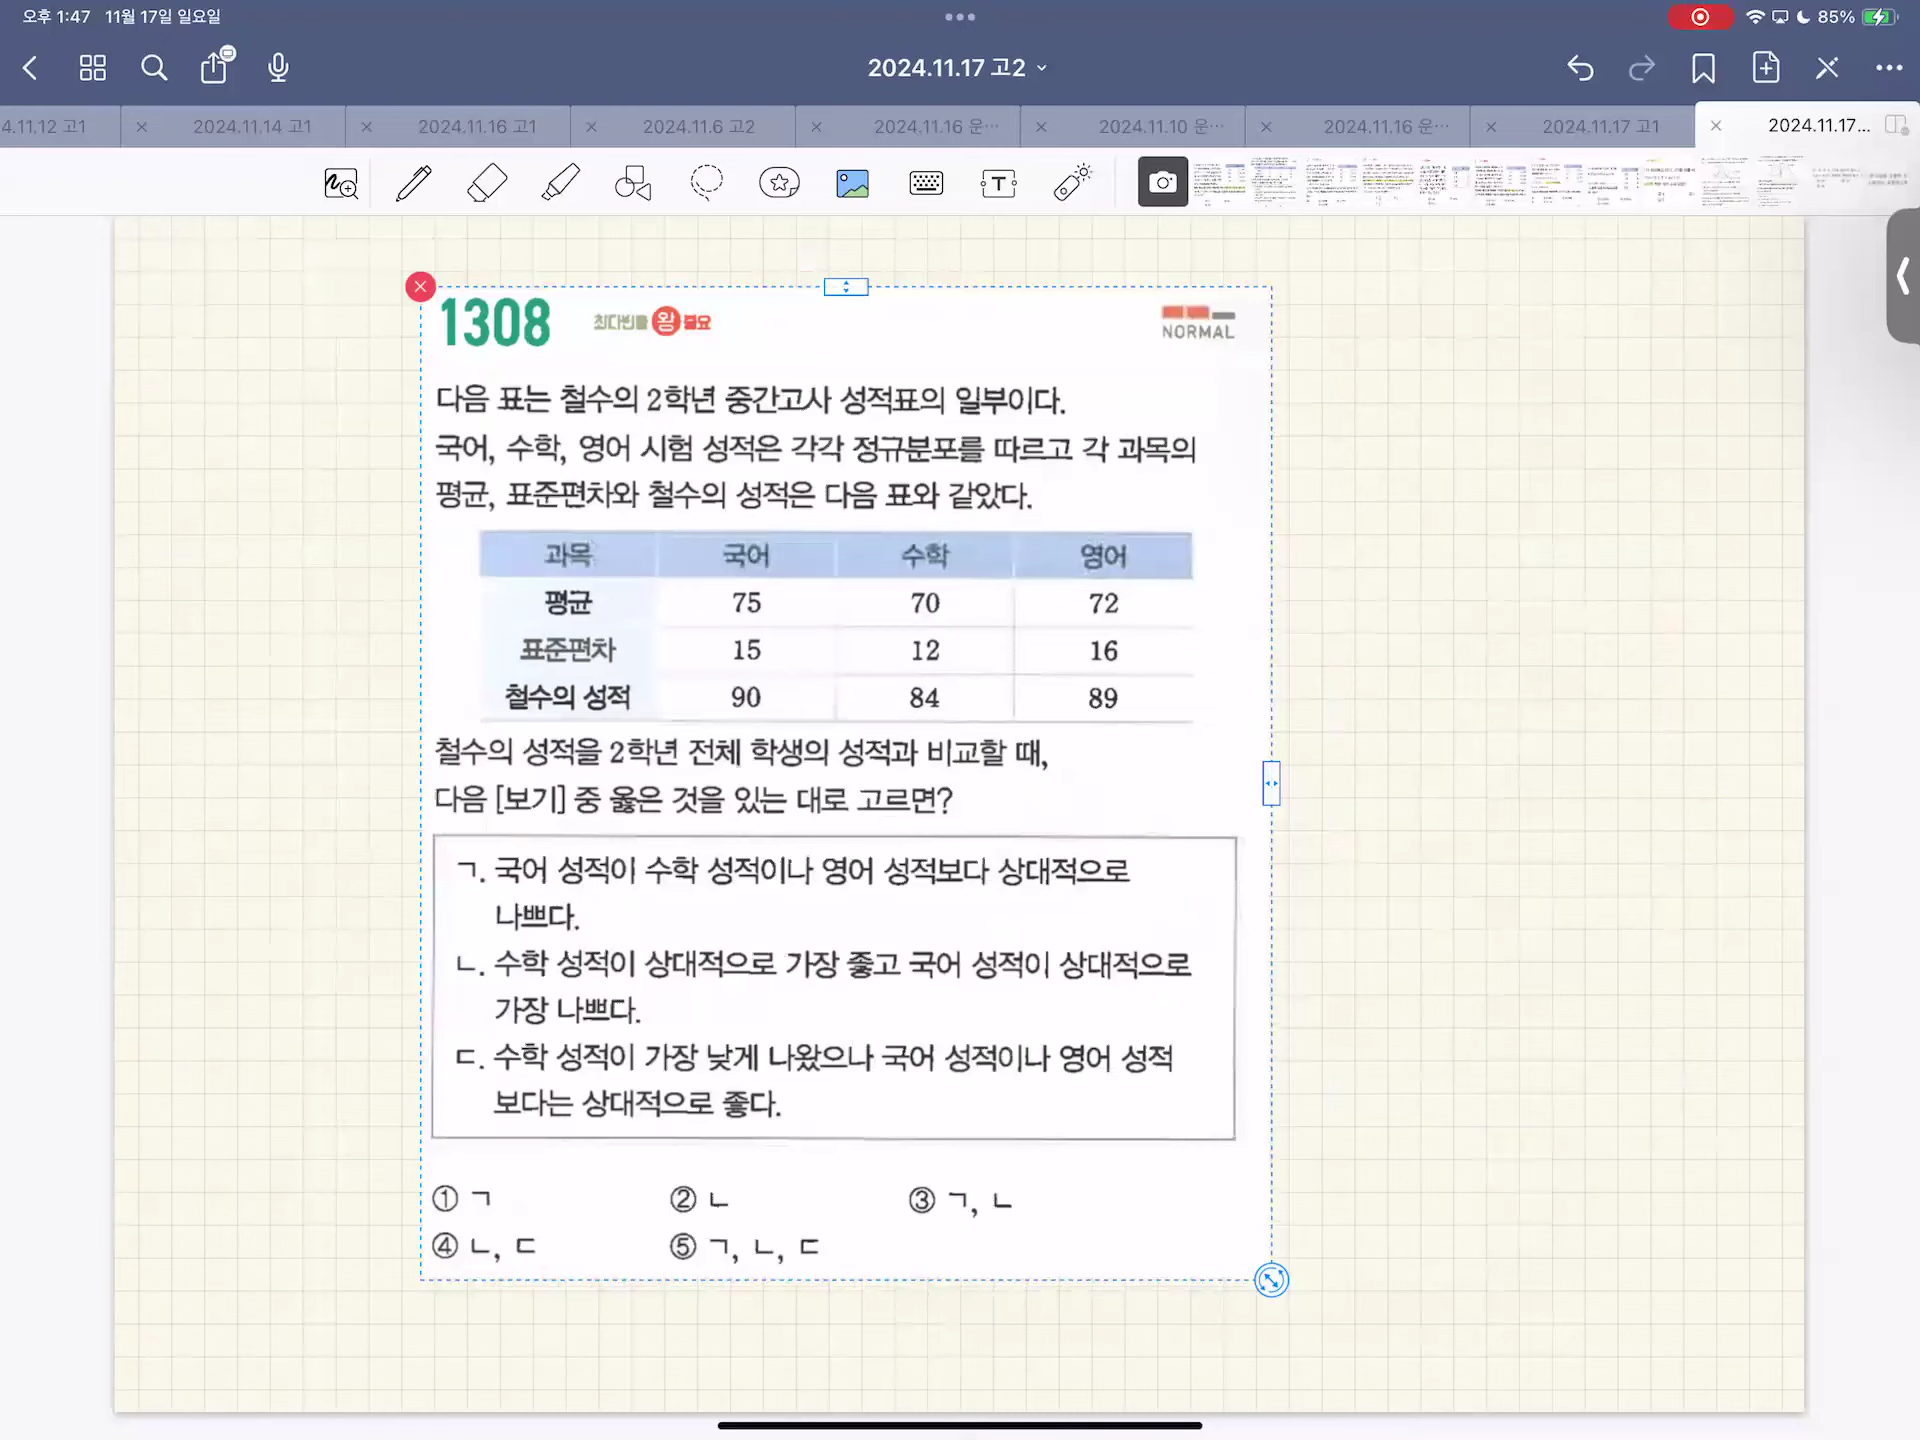 오후 1:47 11월 17일 일요일
85%
2024.11.17 고2
4.11.12 고1
2024.11.14 고1
2024.11.16 고1
2024.11.6 고2
2024.11.16 운…
2024.11.10 운…
2024.11.16 운…
2024.11.17 고1
2024.11.17...
1308 최다빈출 왕 중요
NORMAL
다음 표는 철수의 2학년 중간고사 성적표의 일부이다.
국어, 수학, 영어 시험 성적은 각각 정규분포를 따르고 각 과목의
평균, 표준편차와 철수의 성적은 다음 표와 같았다.
과목 국어 수학 영어
평균 75 70 72
표준편차 15 12 16
철수의 성적 90 84 89
철수의 성적을 2학년 전체 학생의 성적과 비교할 때,
다음 [보기] 중 옳은 것을 있는 대로 고르면?
ㄱ. 국어 성적이 수학 성적이나 영어 성적보다 상대적으로
나쁘다.
ㄴ. 수학 성적이 상대적으로 가장 좋고 국어 성적이 상대적으로
가장 나쁘다.
ㄷ. 수학 성적이 가장 낮게 나왔으나 국어 성적이나 영어 성적
보다는 상대적으로 좋다.
① ㄱ ② ㄴ ③ ㄱ, ㄴ
④ ㄴ, ㄷ ⑤ ㄱ, ㄴ, ㄷ